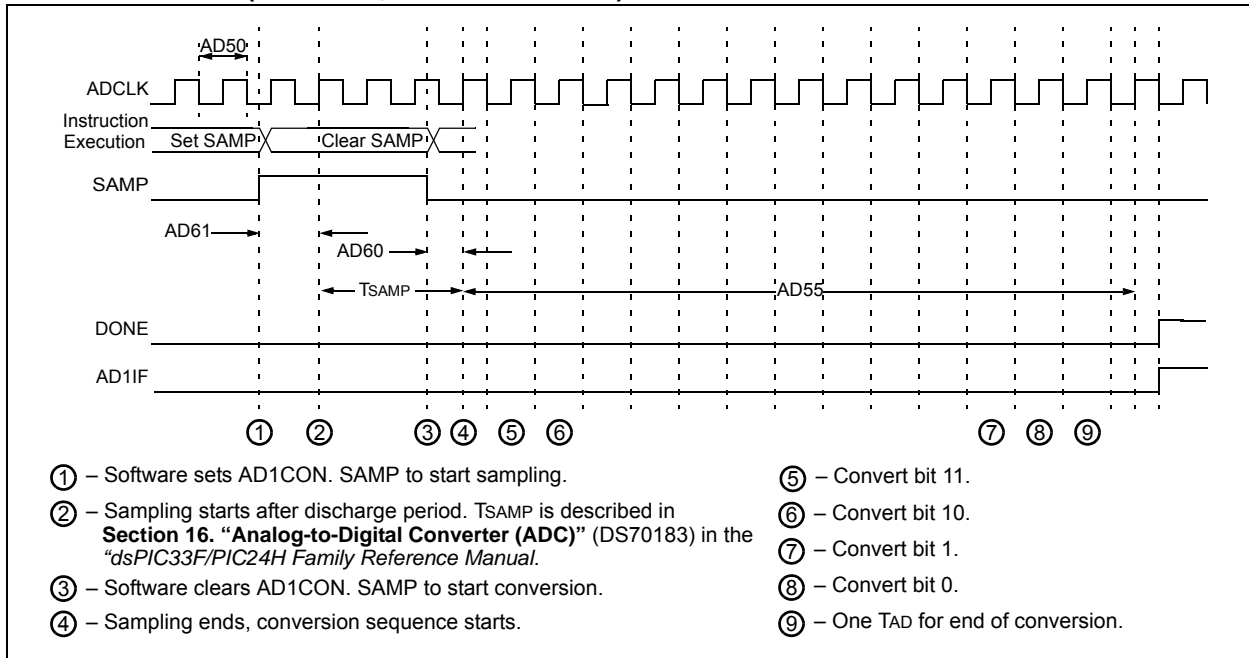 AD50
ADCLK
Instruction
Execution Set SAMP Clear SAMP
SAMP
AD61
AD60
TSAMP AD55
DONE
AD1IF
1 2 3 4 5 6 7 8 9
1 – Software sets AD1CON. SAMP to start sampling.
2 – Sampling starts after discharge period. TSAMP is described in
Section 16. “Analog-to-Digital Converter (ADC)” (DS70183) in the
“dsPIC33F/PIC24H Family Reference Manual.
3 – Software clears AD1CON. SAMP to start conversion.
4 – Sampling ends, conversion sequence starts.
5 – Convert bit 11.
6 – Convert bit 10.
7 – Convert bit 1.
8 – Convert bit 0.
9 – One TAD for end of conversion.